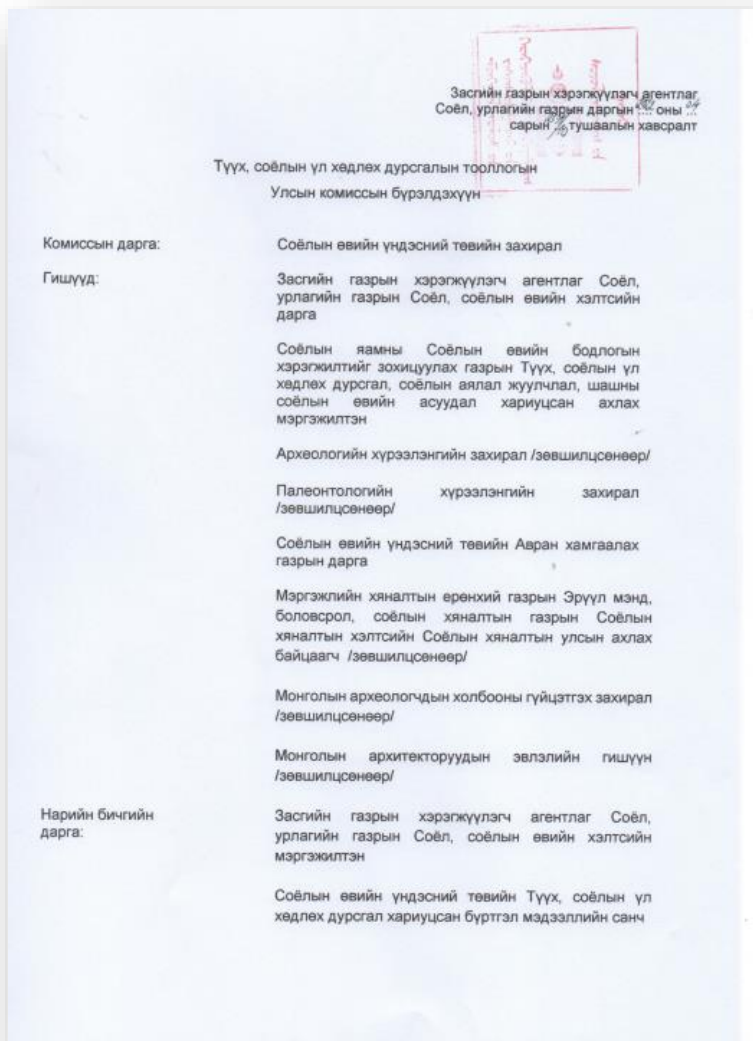 Засгийн газрын хэрэгжүүлэгч агентлаг
Соёл, урлагийн газрын даргын оны
сарын тушаалын хавсралт
Түүх, соёлын үл хөдлөх дурсгалын тооллогын
Улсын комиссын бүрэлдэхүүн
Комиссын дарга: Соёлын өвийн үндэсний төвийн захирал
Гишүүд: Засгийн газрын хэрэгжүүлэгч агентлаг Соёл,
урлагийн газрын Соёл, соёлын өвийн хэлтсийн
дарга
Соёлын яамны Соёлын өвийн бодлогын
хэрэгжилтийг зохицуулах газрын Түүх, соёлын үл
хөдлөх дурсгал, соёлын аялал жуулчлал, шашны
соёлын өвийн асуудал хариуцсан ахлах
мэргэжилтэн
Археологийн хүрээлэнгийн захирал /зөвшилцсөнөөр/
Палеонтологийн хүрээлэнгийн захирал
/зөвшилцсөнөөр/
Соёлын өвийн үндэсний төвийн Авран хамгаалах
газрын дарга
Мэргэжлийн хяналтын ерөнхий газрын Эрүүл мэнд,
боловсрол, соёлын хяналтын газрын Соёлын
хяналтын хэлтсийн Соёлын хяналтын улсын ахлах
байцаагч /зөвшилцсөнөөр/
Монголын археологчдын холбооны гүйцэтгэх захирал
/зөвшилцсөнөөр/
Монголын архитекторуудын эвлэлийн гишүүн
/зөвшилцсөнөөр/
Нарийн бичгийн
дарга:
Засгийн газрын хэрэгжүүлэгч агентлаг Соёл,
урлагийн газрын Соёл, соёлын өвийн хэлтсийн
мэргэжилтэн
Соёлын өвийн үндэсний төвийн Түүх, соёлын үл
хөдлөх дурсгал хариуцсан бүртгэл мэдээллийн санч